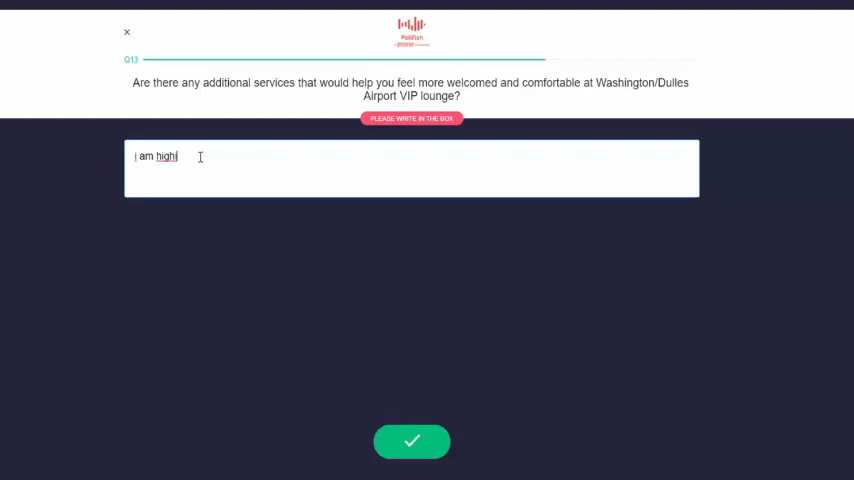 Pollfish
Q13
Are there any additional services that would help you feel more welcomed and comfortable at Washington/Dulles
Airport VIP lounge?
PLEASE WRITE IN THE BOX
i am highi